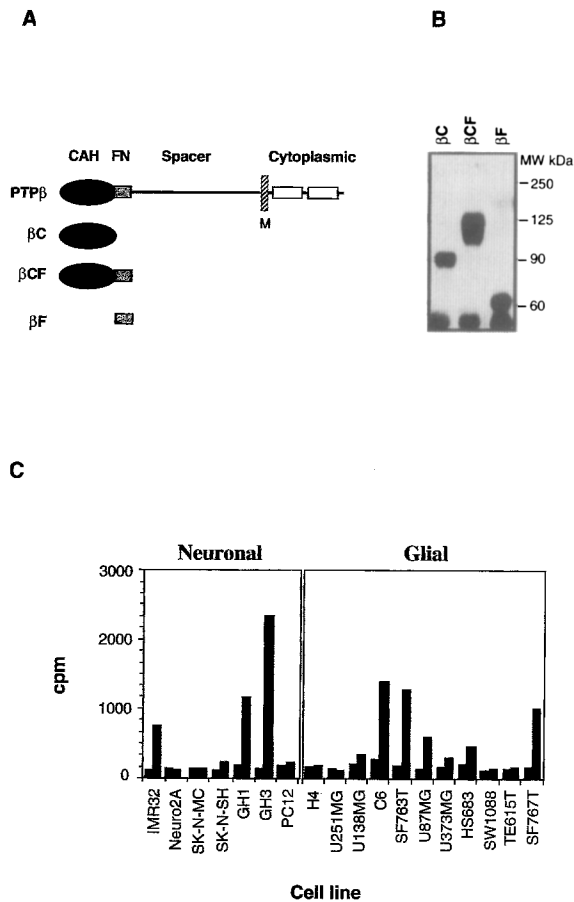 A
B
CAH FN Spacer Cytoplasmic
PTPβ
M
βC
βCF
βF
βC βCF βF
MW kDa
250
125
90
60
C
Neuronal Glial
3000
2000
1000
0
cpm
IMR32
Neuro2A
SK-N-MC
SK-N-SH
GH1
GH3
PC12
H4
U251MG
U138MG
C6
SF763T
U87MG
U373MG
HS683
SW1088
TE615T
SF767T
Cell line